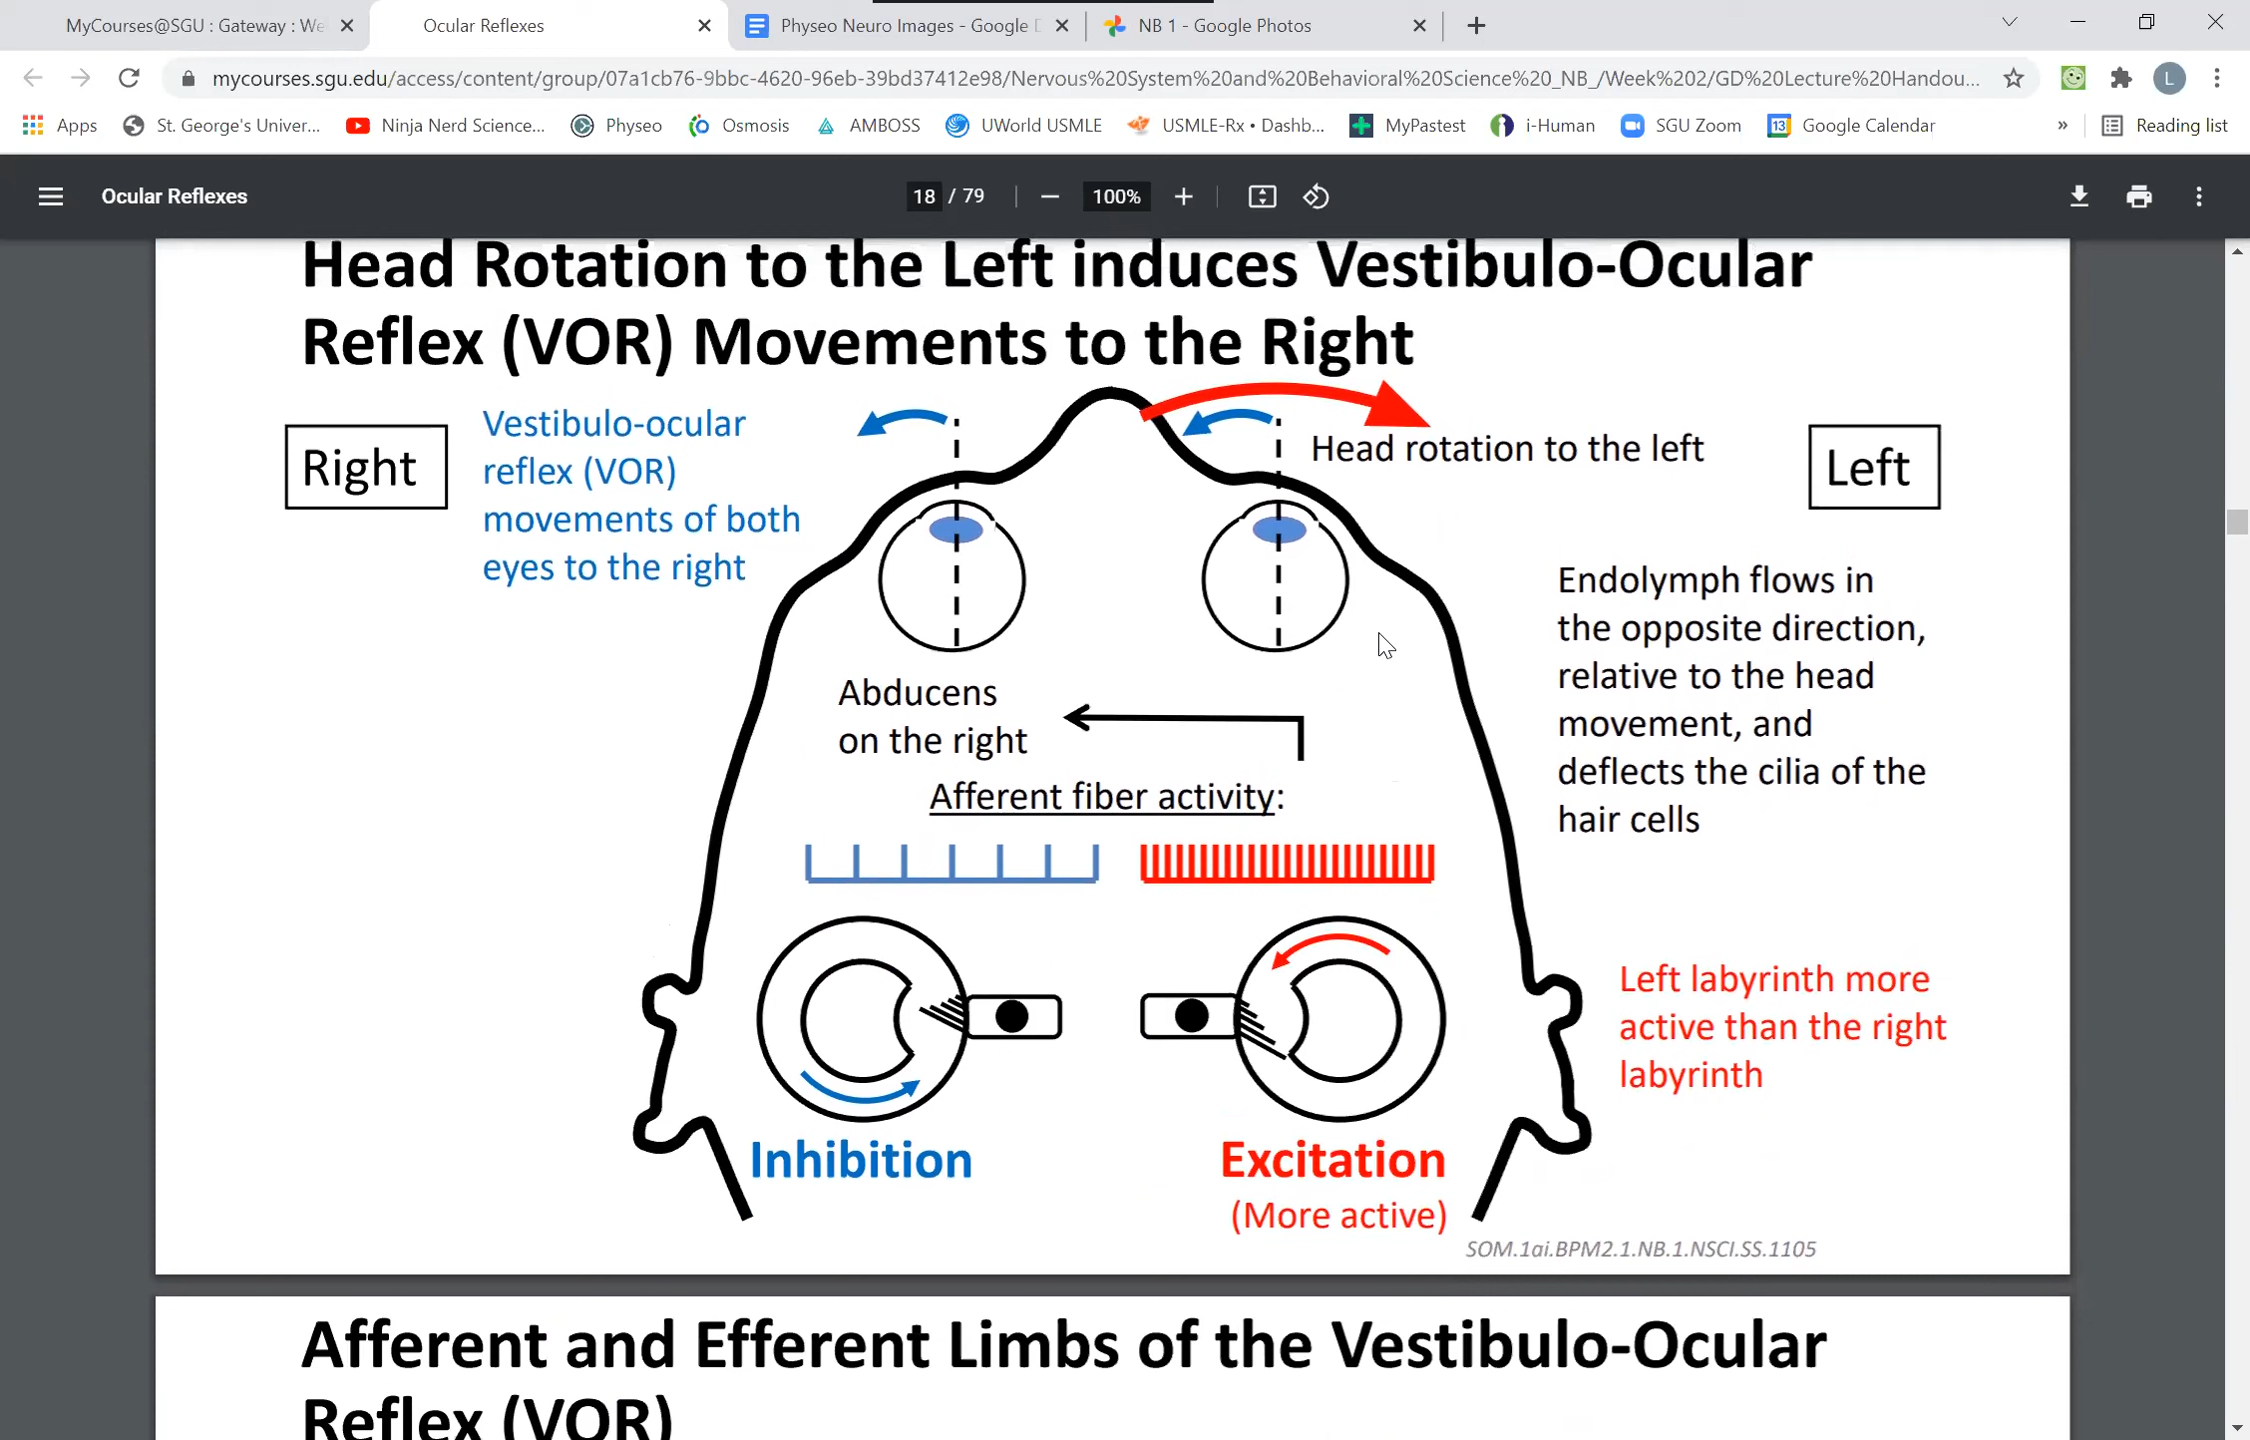 MyCourses@SGU : Gateway : We
Ocular Reflexes
Physeo Neuro Images - Google D
NB 1 - Google Photos
mycourses.sgu.edu/access/content/group/07a1cb76-9bbc-4620-96eb-39bd37412e98/Nervous%20System%20and%20Behavioral%20Science%20_NB_/Week%202/GD%20Lecture%20Handou...
L
Apps
St. George's Univer...
Ninja Nerd Science...
Physeo
Osmosis
AMBOSS
UWorld USMLE
USMLE-Rx • Dashb...
MyPastest
i-Human
SGU Zoom
13
Google Calendar
»
Reading list
Ocular Reflexes
18 / 79
100%
Head Rotation to the Left induces Vestibulo-Ocular
Reflex (VOR) Movements to the Right
Right
Vestibulo-ocular
reflex (VOR)
movements of both
eyes to the right
Head rotation to the left
Left
Endolymph flows in
the opposite direction,
relative to the head
movement, and
deflects the cilia of the
hair cells
Abducens
on the right
Afferent fiber activity:
Left labyrinth more
active than the right
labyrinth
Inhibition
Excitation
(More active)
SOM.1ai.BPM2.1.NB.1.NSCI.SS.1105
Afferent and Efferent Limbs of the Vestibulo-Ocular
Reflex (VOR)